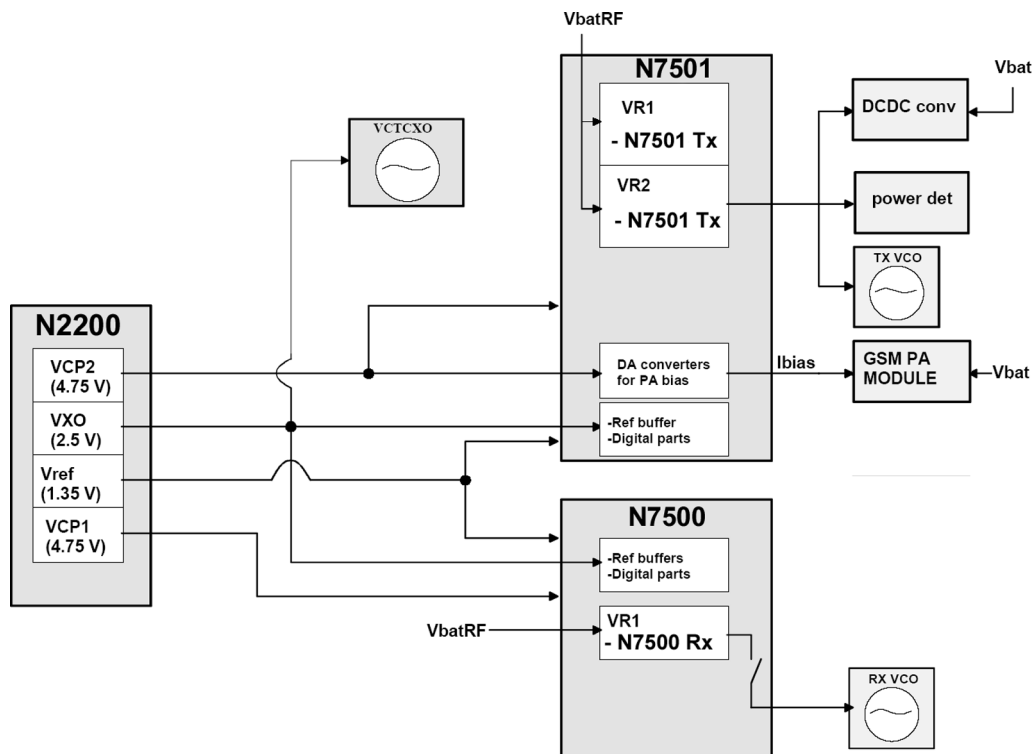 VbatRF
N7501
VR1
- N7501 Tx
VR2
- N7501 Tx
DA converters
for PA bias
-Ref buffer
-Digital parts
Vbat
DCDC conv
power det
TX VCO
Ibias
GSM PA
MODULE
Vbat
VCTCXO
N2200
VCP2
(4.75 V)
VXO
(2.5 V)
Vref
(1.35 V)
VCP1
(4.75 V)
N7500
-Ref buffers
-Digital parts
VbatRF
VR1
- N7500 Rx
RX VCO